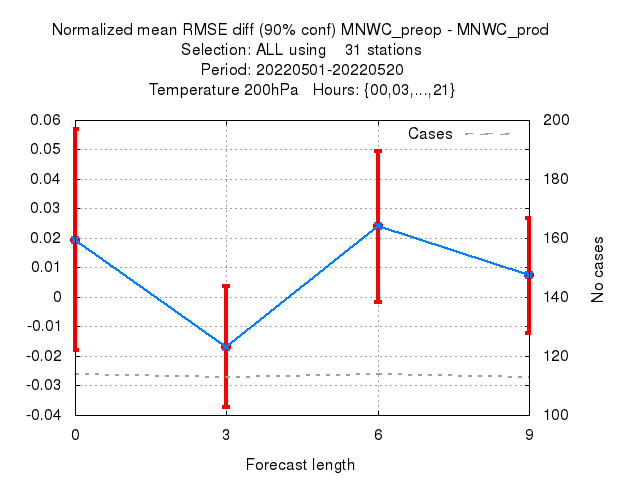 Normalized mean RMSE diff (90% conf) MNWC_preop - MNWC_prod
Selection: ALL using    31 stations
Period: 20220501-20220520
Temperature 200hPa   Hours: {00,03,...,21}
Cases
0.06
0.05
0.04
0.03
0.02
0.01
0
-0.01
-0.02
-0.03
-0.04
200
180
160
140
120
100
No cases
0 3 6 9
Forecast length